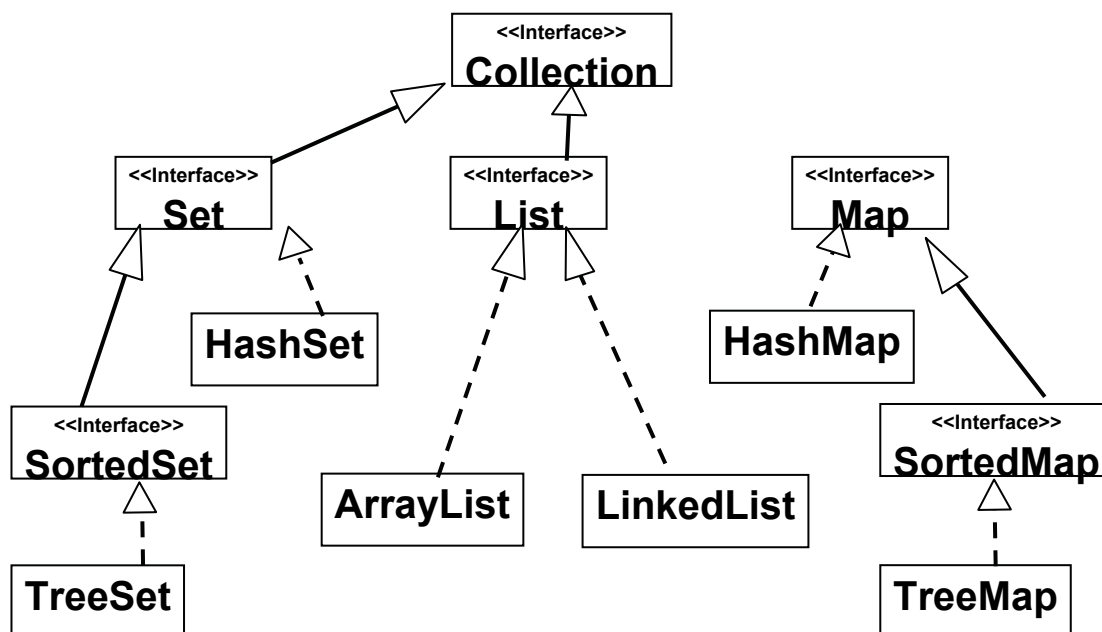 <<Interface>>
Collection
<<Interface>>
Set
<<Interface>>
List
<<Interface>>
Map
HashSet
HashMap
<<Interface>>
SortedSet
<<Interface>>
SortedMap
ArrayList
LinkedList
TreeSet
TreeMap